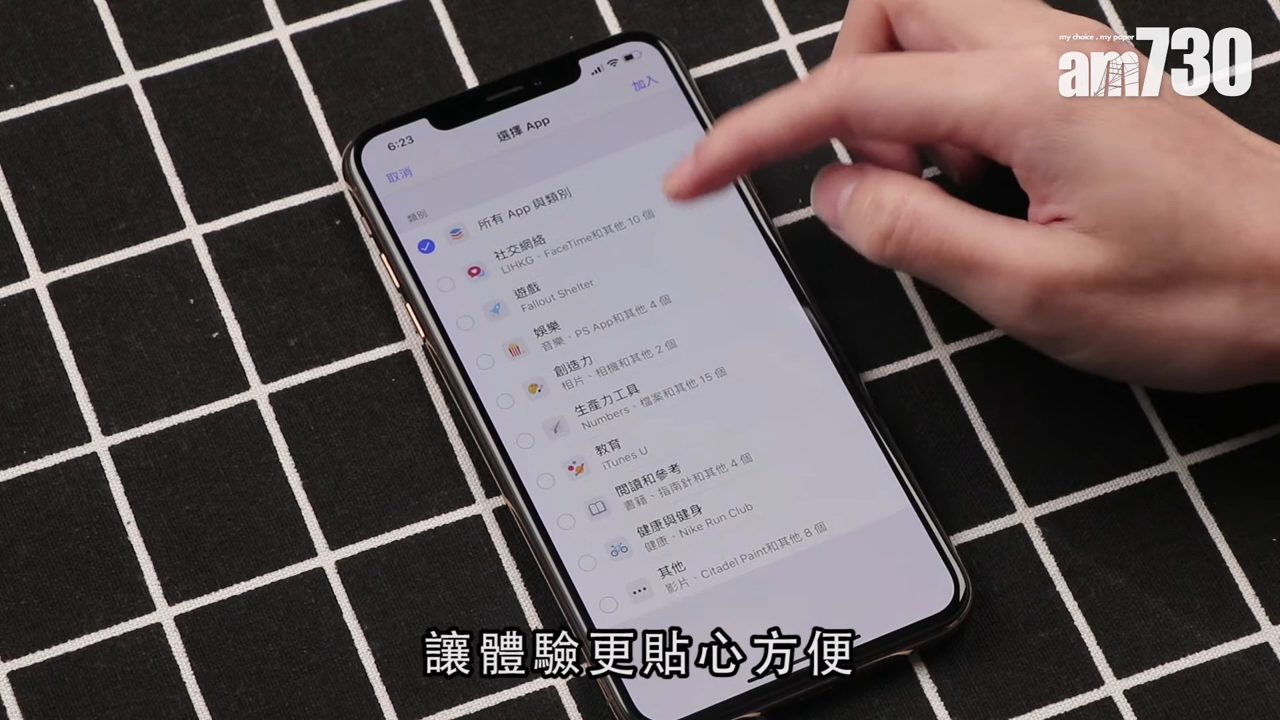 my choice . my paper
am730
6:23
取消
選擇 App
加入
類別
所有 App 與類別
社交網絡
LIHKG、FaceTime和其他 10 個
遊戲
Fallout Shelter
娛樂
音樂、PS App和其他 4 個
創造力
相片、相機和其他 2 個
生產力工具
Numbers、檔案和其他 15 個
教育
iTunes U
閱讀和參考
書籍、指南針和其他 4 個
健康與健身
健康、Nike Run Club
其他
影片、Citadel Paint和其他 8 個
讓體驗更貼心方便